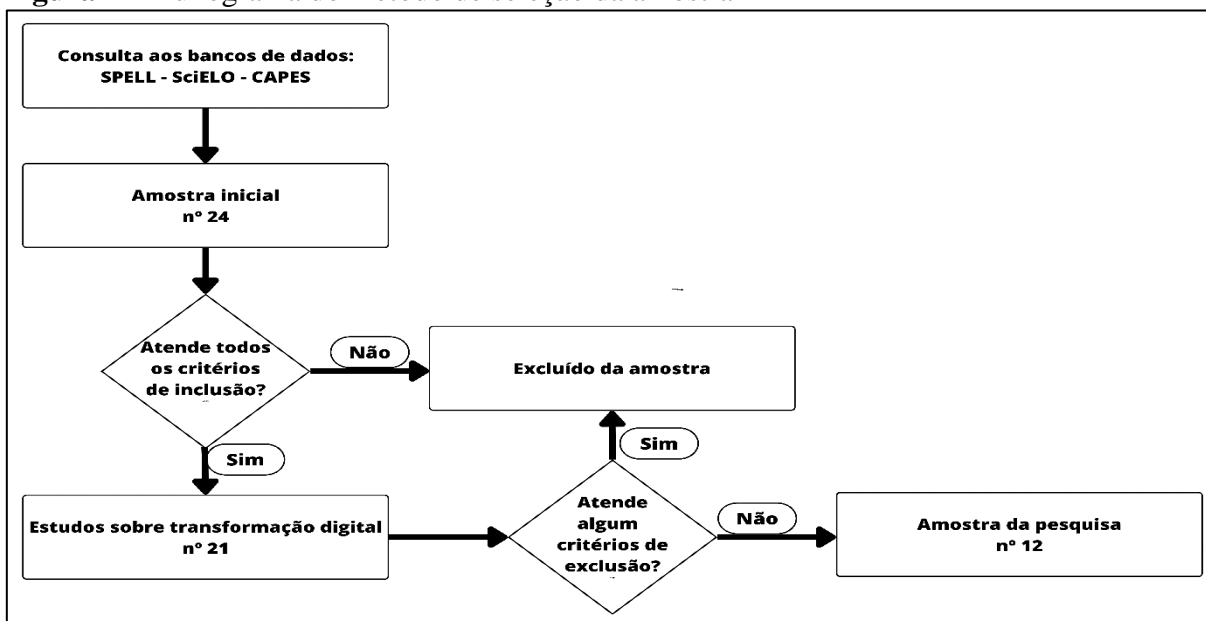 Consulta aos bancos de dados:
SPELL - SciELO - CAPES
Amostra inicial
nº 24
Atende todos
os critérios
de inclusão?
Não
Excluído da amostra
Sim
Sim
Estudos sobre transformação digital
nº 21
Atende
algum
critérios de
exclusão?
Não
Amostra da pesquisa
nº 12